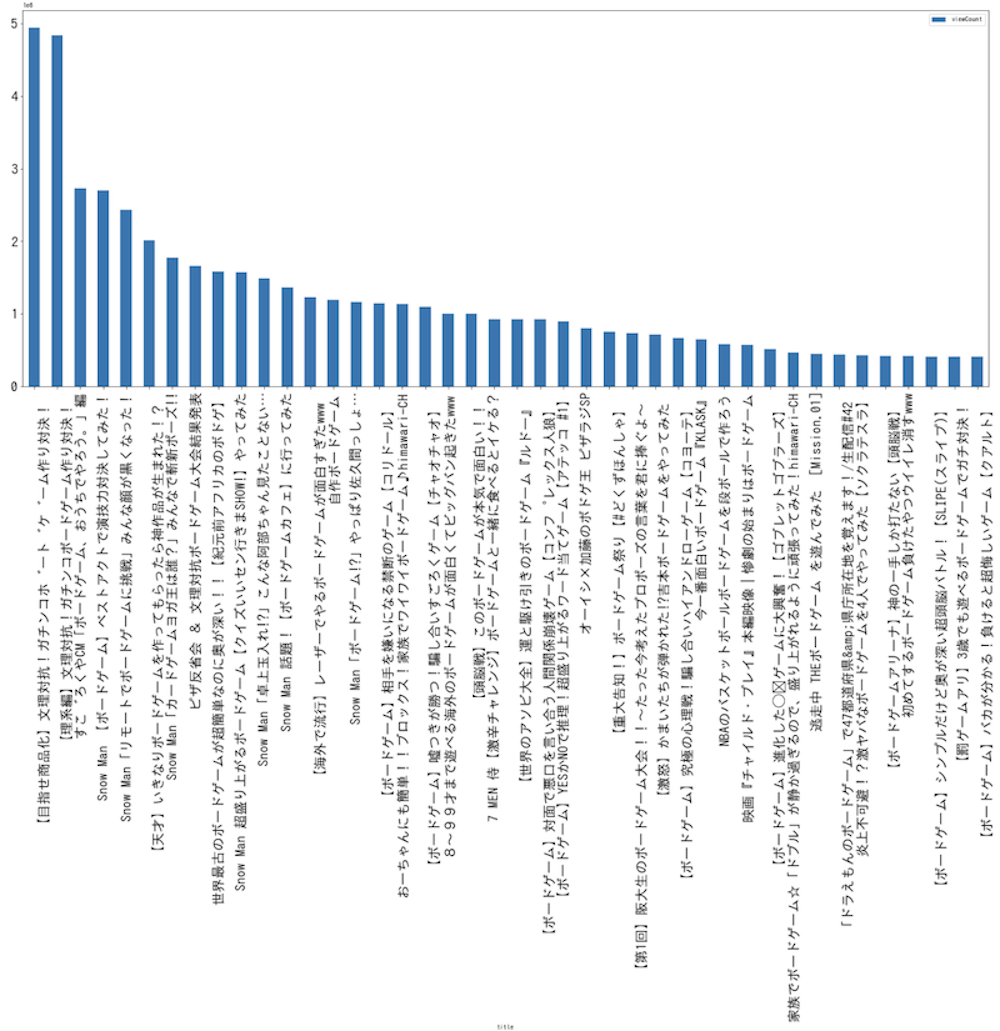 1e6
5
4
3
2
1
0
viewCount
【目指せ商品化】文理対抗！ガチンコボードゲーム作り対決！
【理系編】文理対抗！ガチンコボードゲーム作り対決！
すごろくやCM「ボードゲーム、おうちでやろう。」編
Snow Man 【ボードゲーム】ベストアクトで演技力対決してみた！
Snow Man「リモートでボードゲームに挑戦」みんな顔が黒くなった！
【天才】いきなりボードゲームを作ってもらったら神作品が生まれた！？
Snow Man「カードゲームヨガ王は誰？」みんなで斬新ポーズ!!
ピザ反省会 & 文理対抗ボードゲーム大会結果発表
世界最古のボードゲームが超簡単なのに奥が深い！！【紀元前アフリカのボドゲ】
Snow Man 超盛り上がるボードゲーム【クイズいいセン行きまSHOW!】やってみた
Snow Man「卓上玉入れ!?」こんな阿部ちゃん見たことない…
Snow Man 話題！【ボードゲームカフェ】に行ってみた
【海外で流行】レーザーでやるボードゲームが面白すぎたwww
自作ボードゲーム
Snow Man「ボードゲーム!?」やっぱり佐久間っしょ…
【ボードゲーム】相手を嫌いになる禁断のゲーム【コリドール】
おーちゃんにも簡単！！ブロックス！家族でワイワイボードゲーム♪himawari-CH
【ボードゲーム】嘘つきが勝つ！騙し合いすごろくゲーム【チャオチャオ】
８～９９才まで遊べる海外のボードゲームが面白くてビッグバン起きたwww
【頭脳戦】このボードゲームが本気で面白い！！
7 MEN 侍【激辛チャレンジ】ボードゲームと一緒に食べるとイケる？
【世界のアソビ大全】運と駆け引きのボードゲーム『ルドー』
【ボードゲーム】対面で悪口を言い合う人間関係崩壊ゲーム【コンプレックス人狼】
【ボードゲーム】YESかNOで推理！超盛り上がるワード当てゲーム【アテッコ #1】
オーイシ×加藤のボドゲ王 ピザラジSP
【重大告知！】ボードゲーム祭り【#どくずほんしゃ】
【第1回】阪大生のボードゲーム大会！！～たった今考えたプロポーズの言葉を君に捧ぐよ～
【激怒】かまいたちが弾かれた!?吉本ボードゲームをやってみた
【ボードゲーム】究極の心理戦！騙し合いハイアンドローゲーム【コヨーテ】
今一番面白いボードゲーム『KLASK』
NBAのバスケットボールボードゲームを段ボールで作ろう
映画『チャイルド・プレイ』本編映像｜惨劇の始まりはボードゲーム
【ボードゲーム】進化した〇☒ゲームに大興奮！【ゴブレットゴブラーズ】
家族でボードゲーム☆「ドブル」が静か過ぎるので、盛り上がれるように頑張ってみた！himawari-CH
逃走中 THEボードゲーム を遊んでみた [Mission.01]
「ドラえもんのボードゲーム」で47都道府県&amp;県庁所在地を覚えます！/生配信#42
炎上不可避！？激ヤバなボードゲームを4人でやってみた【ソクラテスラ】
【ボードゲームアリーナ】神の一手しか打たない【頭脳戦】
初めてするボードゲーム負けたやつウイイレ消すwww
【ボードゲーム】シンプルだけど奥が深い超頭脳バトル！【SLIPE(スライプ)】
【罰ゲームアリ】3歳でも遊べるボードゲームでガチ対決！
【ボードゲーム】バカが分かる！負けると超悔しいゲーム【クアルト】
title